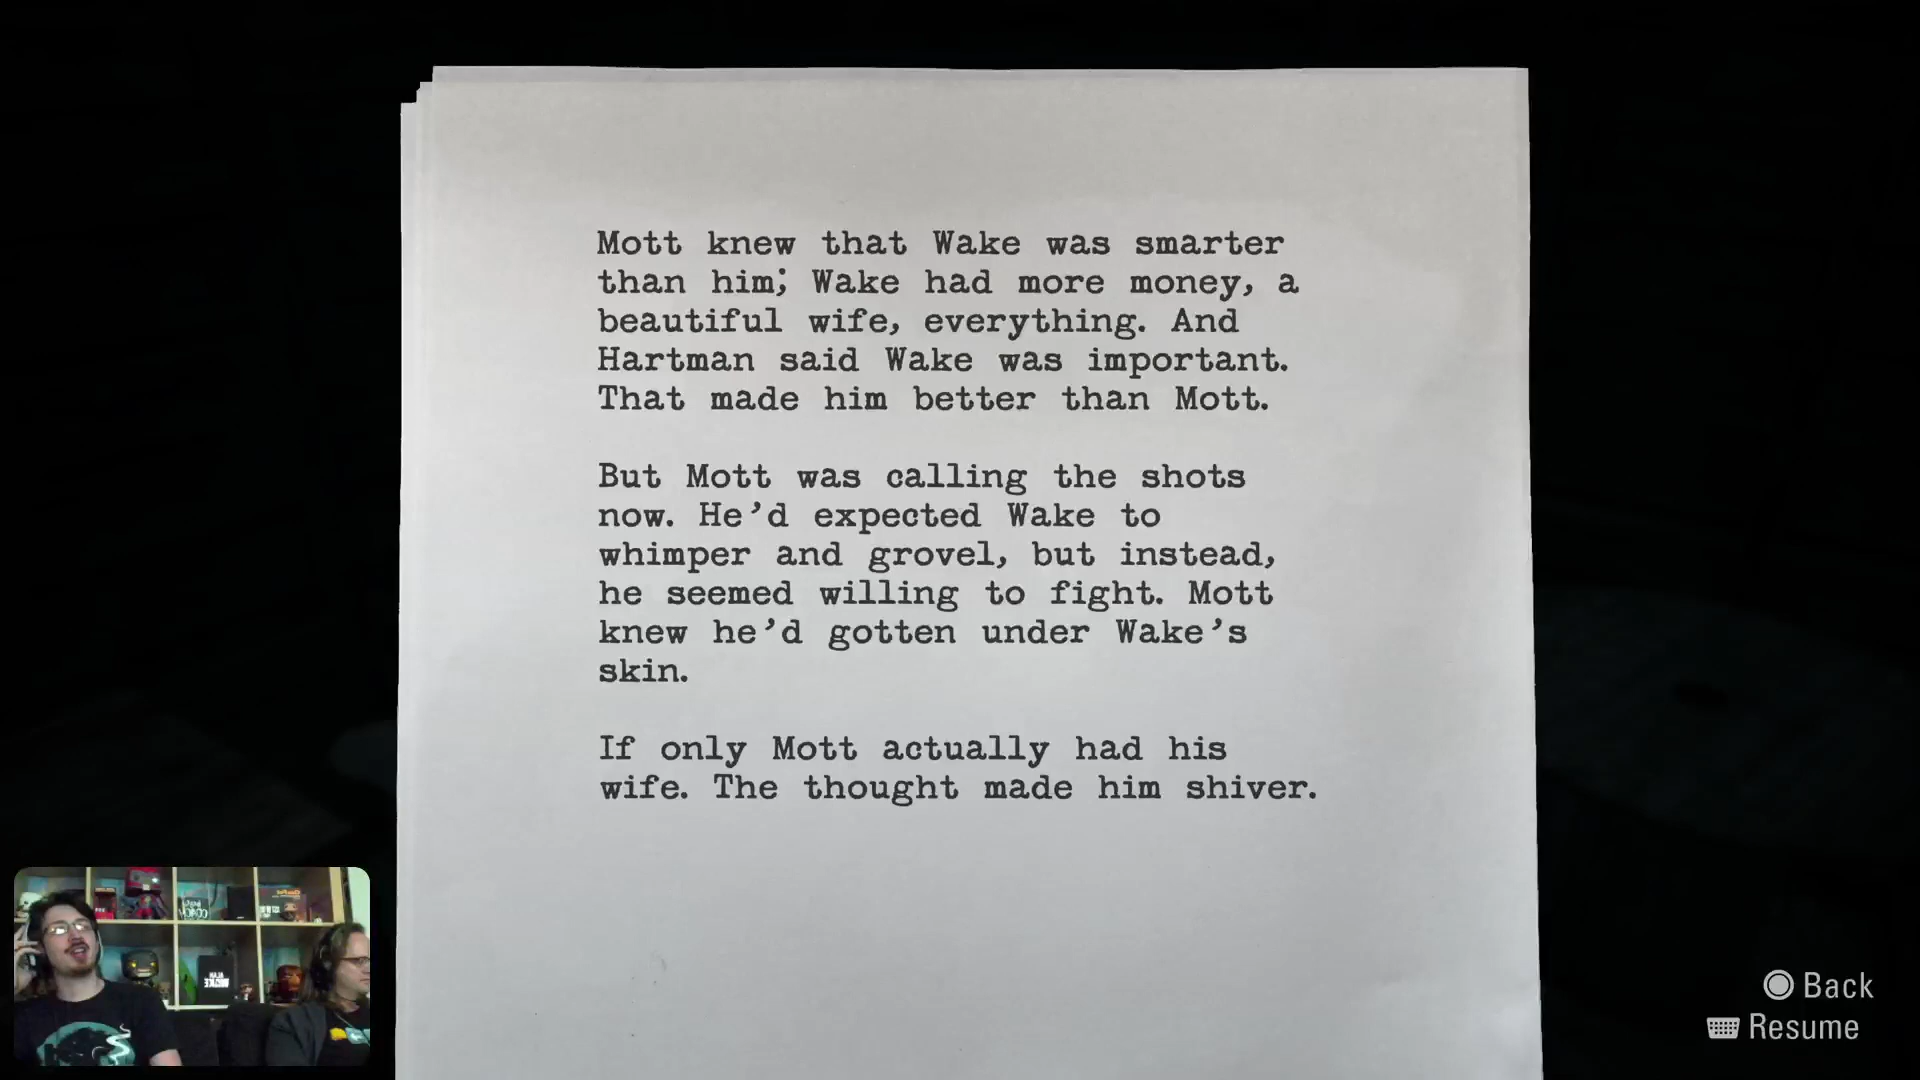 Mott knew that Wake was smarter
than him; Wake had more money, a
beautiful wife, everything. And
Hartman said Wake was important.
That made him better than Mott.
But Mott was calling the shots
now. He’d expected Wake to
whimper and grovel, but instead,
he seemed willing to fight. Mott
knew he’d gotten under Wake’s
skin.
If only Mott actually had his
wife. The thought made him shiver.
Back
Resume